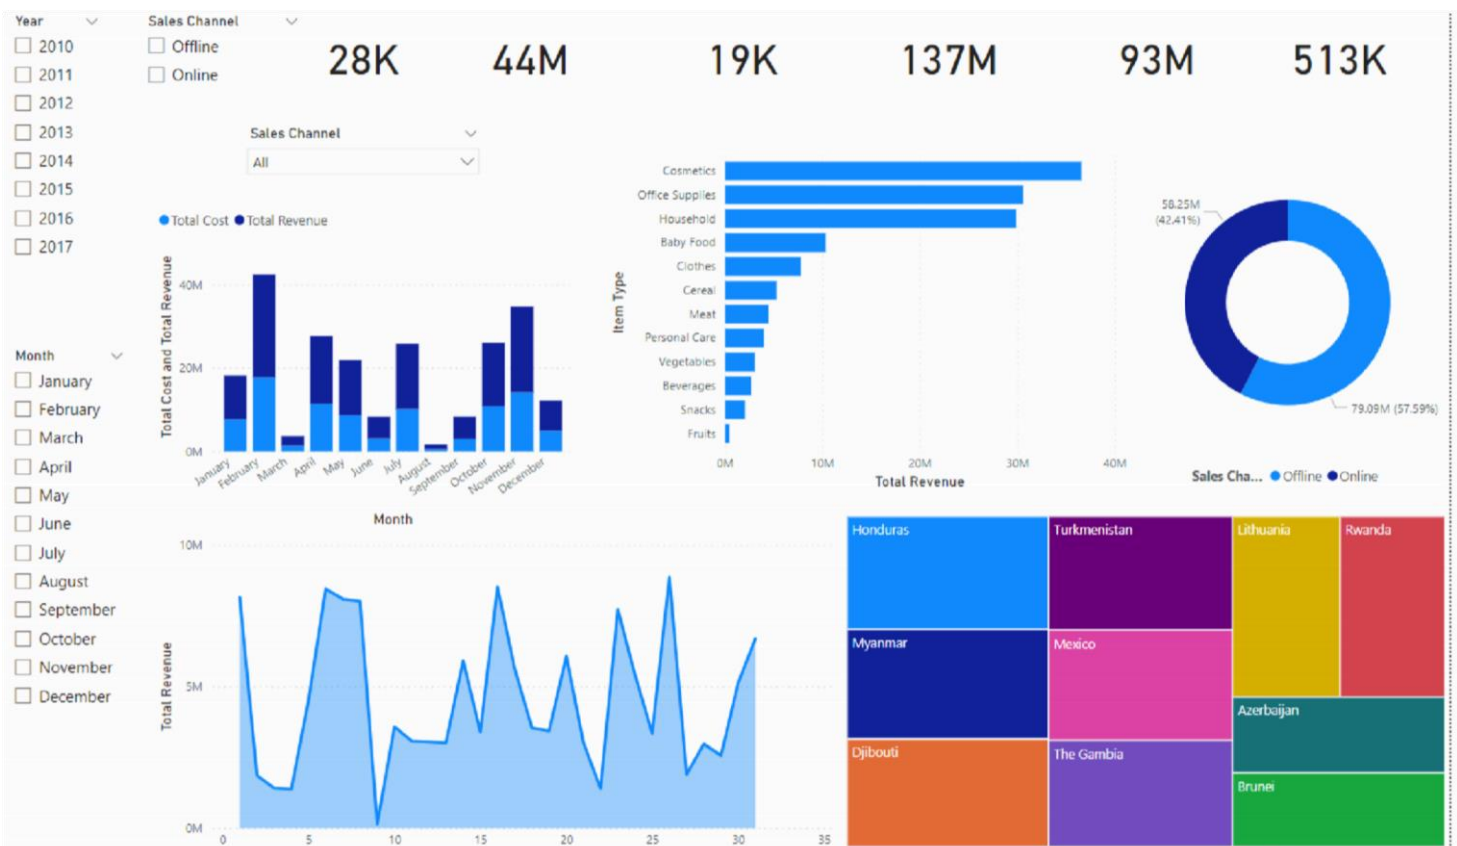 Year
2010
2011
2012
2013
2014
2015
2016
2017
Sales Channel
Offline
Online
28K
44M
19K
137M
93M
513K
Sales Channel
All
Total Cost Total Revenue
Total Cost and Total Revenue
40M
20M
0M
January
February
March
April
May
June
July
August
September
October
November
December
Month
Item Type
Cosmetics
Office Supplies
Household
Baby Food
Clothes
Cereal
Meat
Personal Care
Vegetables
Beverages
Snacks
Fruits
0M 10M 20M 30M 40M
Total Revenue
58.25M
(42.41%)
79.09M (57.59%)
Sales Cha... Offline Online
Month
January
February
March
April
May
June
July
August
September
October
November
December
Total Revenue
10M
5M
0M
0 5 10 15 20 25 30 35
Honduras
Myanmar
Djibouti
Turkmenistan
Mexico
The Gambia
Lithuania
Rwanda
Azerbaijan
Brunei